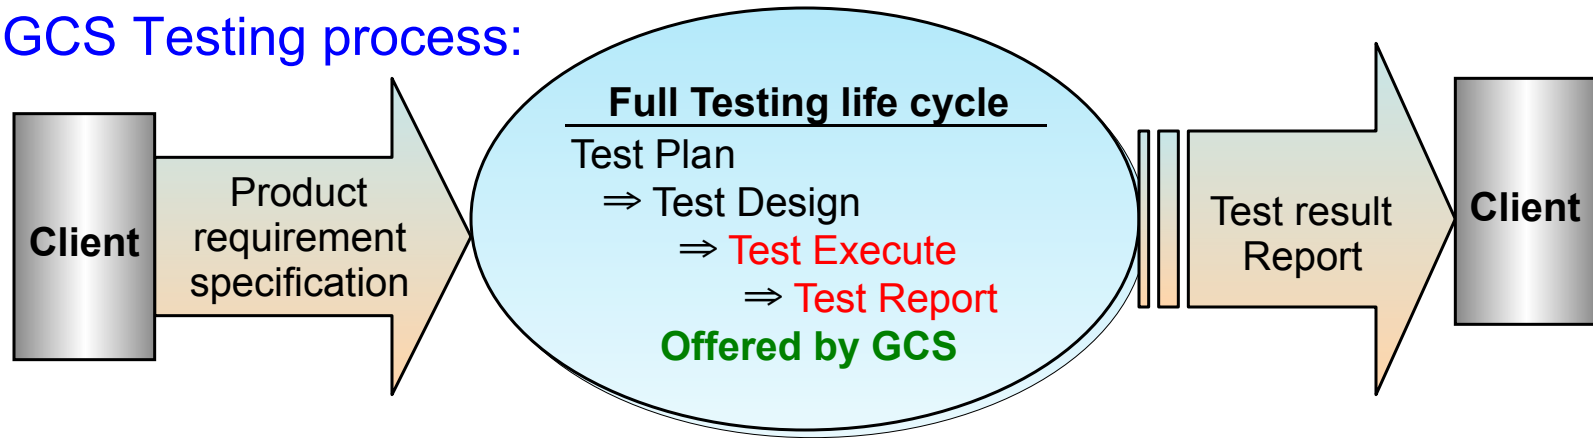 GCS Testing process:
Client
Product
requirement
specification
Full Testing life cycle
Test Plan
⇒ Test Design
⇒ Test Execute
⇒ Test Report
Offered by GCS
Test result
Report
Client